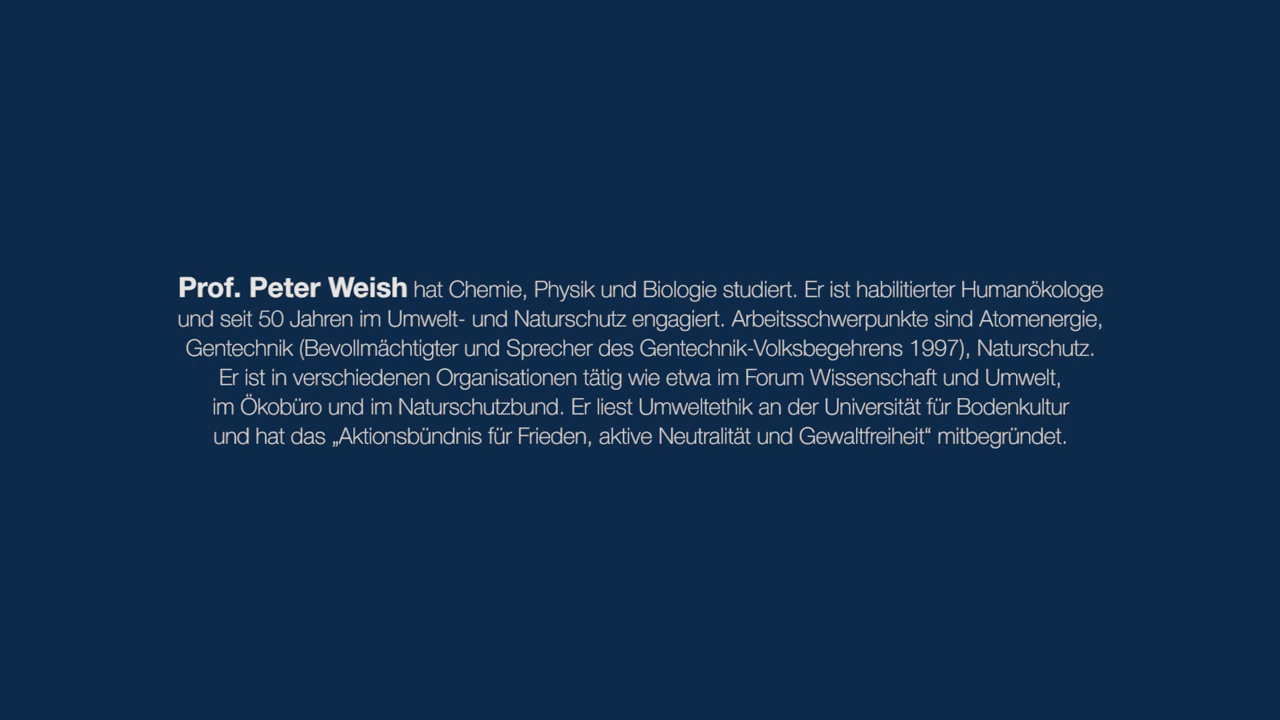 Prof. Peter Weish hat Chemie, Physik und Biologie studiert. Er ist habilitierter Humanökologe
und seit 50 Jahren im Umwelt- und Naturschutz engagiert. Arbeitsschwerpunkte sind Atomenergie,
Gentechnik (Bevollmächtigter und Sprecher des Gentechnik-Volksbegehrens 1997), Naturschutz.
Er ist in verschiedenen Organisationen tätig wie etwa im Forum Wissenschaft und Umwelt,
im Ökobüro und im Naturschutzbund. Er liest Umweltethik an der Universität für Bodenkultur
und hat das „Aktionsbündnis für Frieden, aktive Neutralität und Gewaltfreiheit“ mitbegründet.